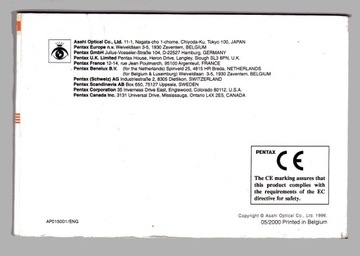 Asahi Optical Co., Ltd. 11-1, Nagata-cho 1-chome, Chiyoda-Ku, Tokyo 100, JAPAN
Pentax Europe n.v. Weiveldlaan 3-5, 1930 Zaventem, BELGIUM
Pentax GmbH Julius-Vosseler-Straße 104, D-22527 Hamburg, GERMANY
Pentax U.K. Limited Pentax House, Heron Drive, Langley, Slough SL3 8PN, U.K.
Pentax France 12-14, rue Jean Poulmarch, 95100 Argenteuil, FRANCE
Pentax Benelux B.V. (for the Netherlands) Spinveld 25, 4815 HR Breda, NETHERLANDS
(for Belgium & Luxembourg) Weiveldlaan 3-5, 1930 Zaventem, BELGIUM
Pentax (Schweiz) AG Industriestrasse 2, 8305 Dietlikon, SWITZERLAND
Pentax Scandinavia AB Box 650, 75127 Uppsala, SWEDEN
Pentax Corporation 35 Inverness Drive East, Englewood, Colorado 80112, U.S.A.
Pentax Canada Inc. 3131 Universal Drive, Mississauga, Ontario L4X 2E5, CANADA
PENTAX
CE
The CE marking assures that
this product complies with
the requirements of the EC
directive for safety.
Copyright © Asahi Optical Co., Ltd. 1996
AP015001/ENG
05/2000 Printed in Belgium